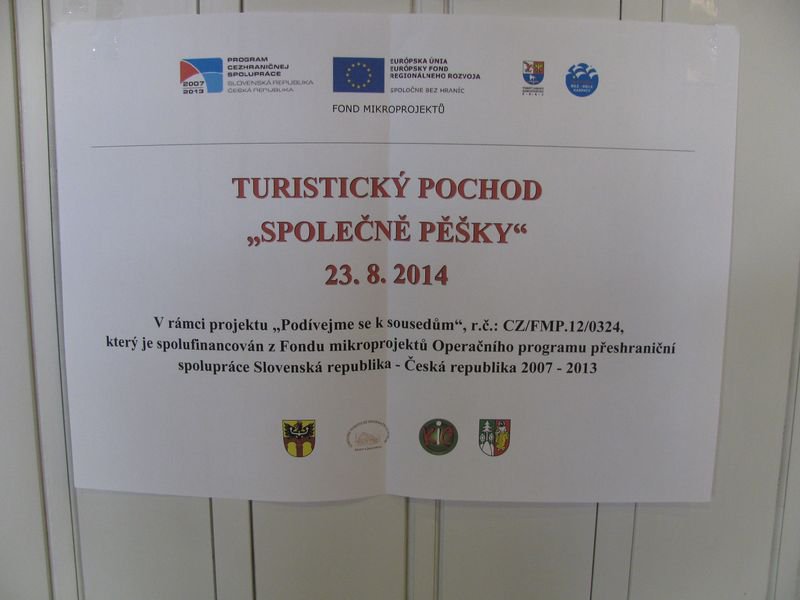 PROGRAM
CEZHRANIČNEJ
SPOLUPRÁCE
SLOVENSKÁ REPUBLIKA
ČESKÁ REPUBLIKA
2007
2013
EURÓPSKA ÚNIA
EURÓPSKY FOND
REGIONÁLNEHO ROZVOJA
SPOLOČNE BEZ HRANÍC
FOND MIKROPROJEKTŮ
TURISTICKÝ POCHOD
„SPOLEČNĚ PĚŠKY“
23. 8. 2014
V rámci projektu „Podívejme se k sousedům“, r.č.: CZ/FMP.12/0324,
který je spolufinancován z Fondu mikroprojektů Operačního programu přeshraniční
spolupráce Slovenská republika - Česká republika 2007 - 2013